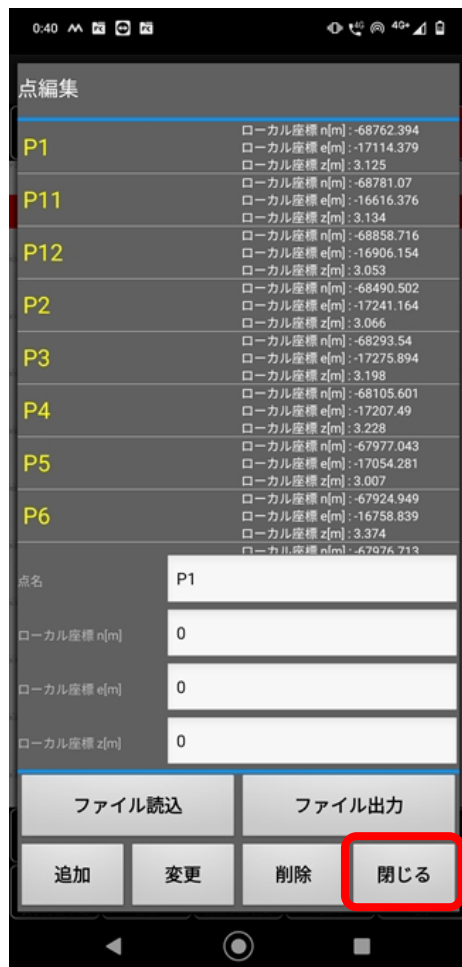 0:40 4G 4G+
点編集
P1
ローカル座標 n[m] : -68762.394
ローカル座標 e[m] : -17114.379
ローカル座標 z[m] : 3.125
P11
ローカル座標 n[m] : -68781.07
ローカル座標 e[m] : -16616.376
ローカル座標 z[m] : 3.134
P12
ローカル座標 n[m] : -68858.716
ローカル座標 e[m] : -16906.154
ローカル座標 z[m] : 3.053
P2
ローカル座標 n[m] : -68490.502
ローカル座標 e[m] : -17241.164
ローカル座標 z[m] : 3.066
P3
ローカル座標 n[m] : -68293.54
ローカル座標 e[m] : -17275.894
ローカル座標 z[m] : 3.198
P4
ローカル座標 n[m] : -68105.601
ローカル座標 e[m] : -17207.49
ローカル座標 z[m] : 3.228
P5
ローカル座標 n[m] : -67977.043
ローカル座標 e[m] : -17054.281
ローカル座標 z[m] : 3.007
P6
ローカル座標 n[m] : -67924.949
ローカル座標 e[m] : -16758.839
ローカル座標 z[m] : 3.374
ローカル座標 n[m] : -67976.713
点名 P1
ローカル座標 n[m] 0
ローカル座標 e[m] 0
ローカル座標 z[m] 0
ファイル読込 ファイル出力
追加 変更 削除 閉じる